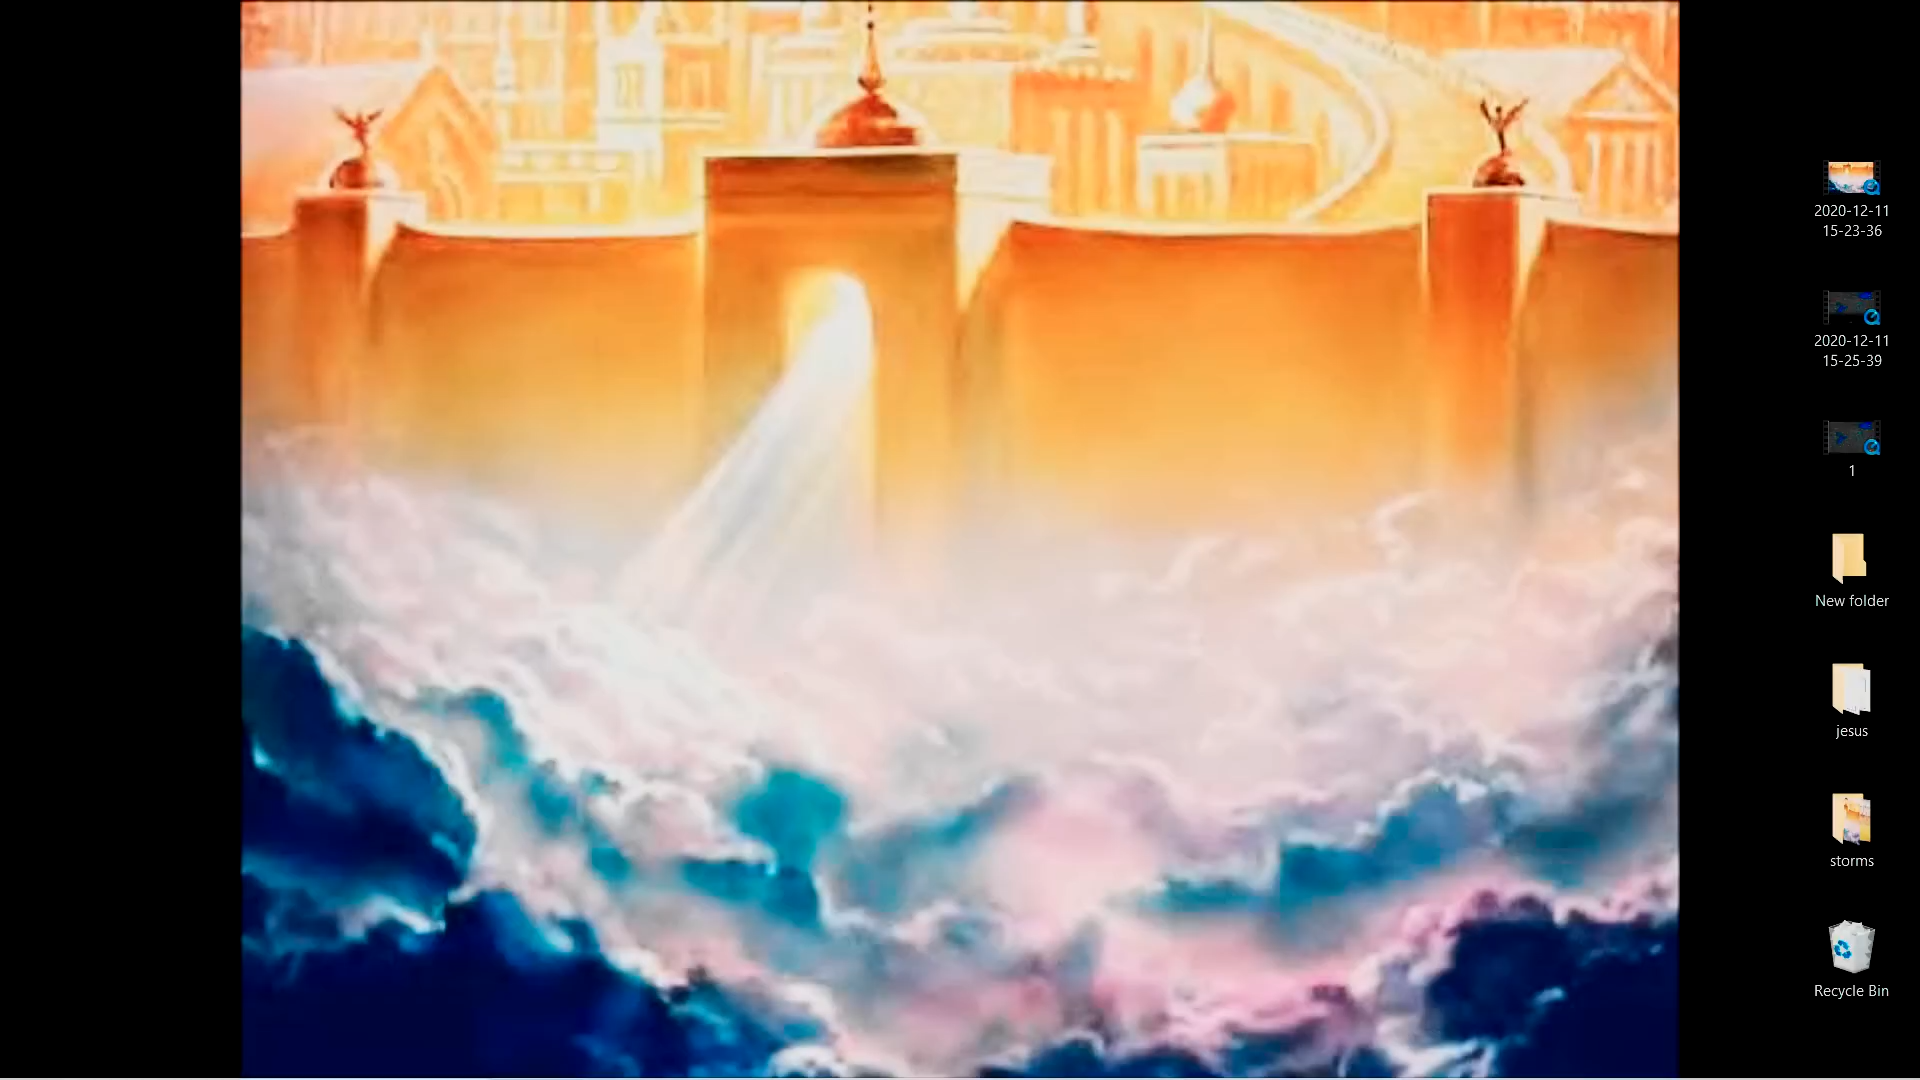 2020-12-11
15-23-36
2020-12-11
15-25-39
1
New folder
jesus
storms
Recycle Bin